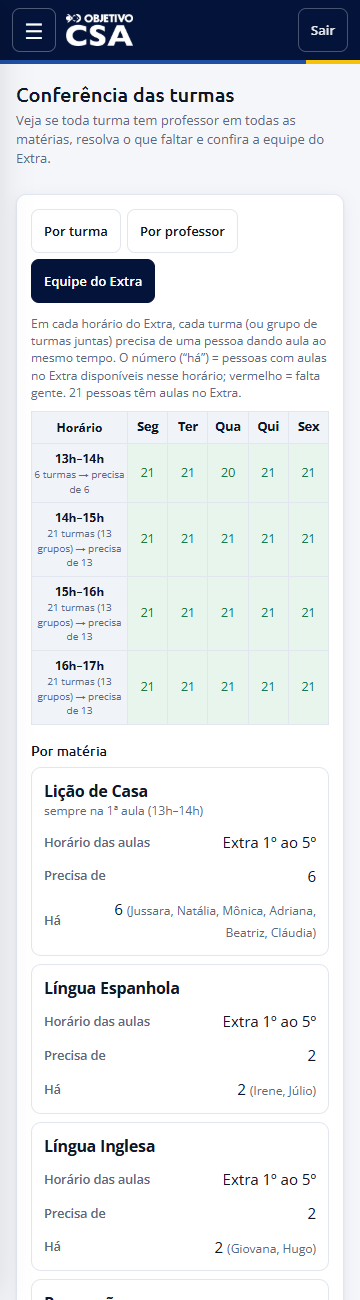 ☰
OBJETIVO
CSA
Sair
Conferência das turmas
Veja se toda turma tem professor em todas as
matérias, resolva o que faltar e confira a equipe do
Extra.
Por turma
Por professor
Equipe do Extra
Em cada horário do Extra, cada turma (ou grupo de
turmas juntas) precisa de uma pessoa dando aula ao
mesmo tempo. O número (“há”) = pessoas com aulas
no Extra disponíveis nesse horário; vermelho = falta
gente. 21 pessoas têm aulas no Extra.
Horário Seg Ter Qua Qui Sex
13h–14h
6 turmas → precisa
de 6
21 21 20 21 21
14h–15h
21 turmas (13
grupos) → precisa
de 13
21 21 21 21 21
15h–16h
21 turmas (13
grupos) → precisa
de 13
21 21 21 21 21
16h–17h
21 turmas (13
grupos) → precisa
de 13
21 21 21 21 21
Por matéria
Lição de Casa
sempre na 1ª aula (13h–14h)
Horário das aulas Extra 1º ao 5º
Precisa de 6
Há 6 (Jussara, Natália, Mônica, Adriana,
Beatriz, Cláudia)
Língua Espanhola
Horário das aulas Extra 1º ao 5º
Precisa de 2
Há 2 (Irene, Júlio)
Língua Inglesa
Horário das aulas Extra 1º ao 5º
Precisa de 2
Há 2 (Giovana, Hugo)